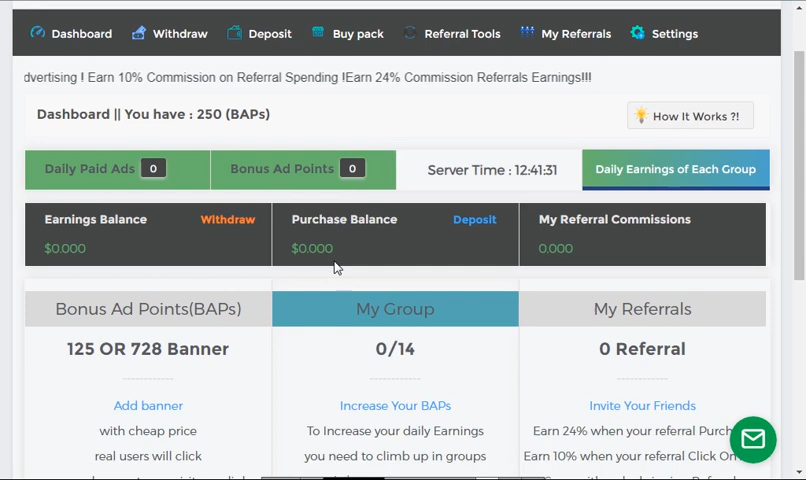 Dashboard Withdraw Deposit Buy pack Referral Tools My Referrals Settings
dvertising ! Earn 10% Commission on Referral Spending !Earn 24% Commission Referrals Earnings!!!
Dashboard || You have : 250 (BAPs) How It Works ?!
Daily Paid Ads 0 Bonus Ad Points 0 Server Time : 12:41:31 Daily Earnings of Each Group
Earnings Balance Withdraw Purchase Balance Deposit My Referral Commissions
$0.000 $0.000 0.000
Bonus Ad Points(BAPs) My Group My Referrals
125 OR 728 Banner 0/14 0 Referral
Add banner Increase Your BAPs Invite Your Friends
with cheap price To Increase your daily Earnings Earn 24% when your referral Purch
real users will click you need to climb up in groups Earn 10% when your referral Click On